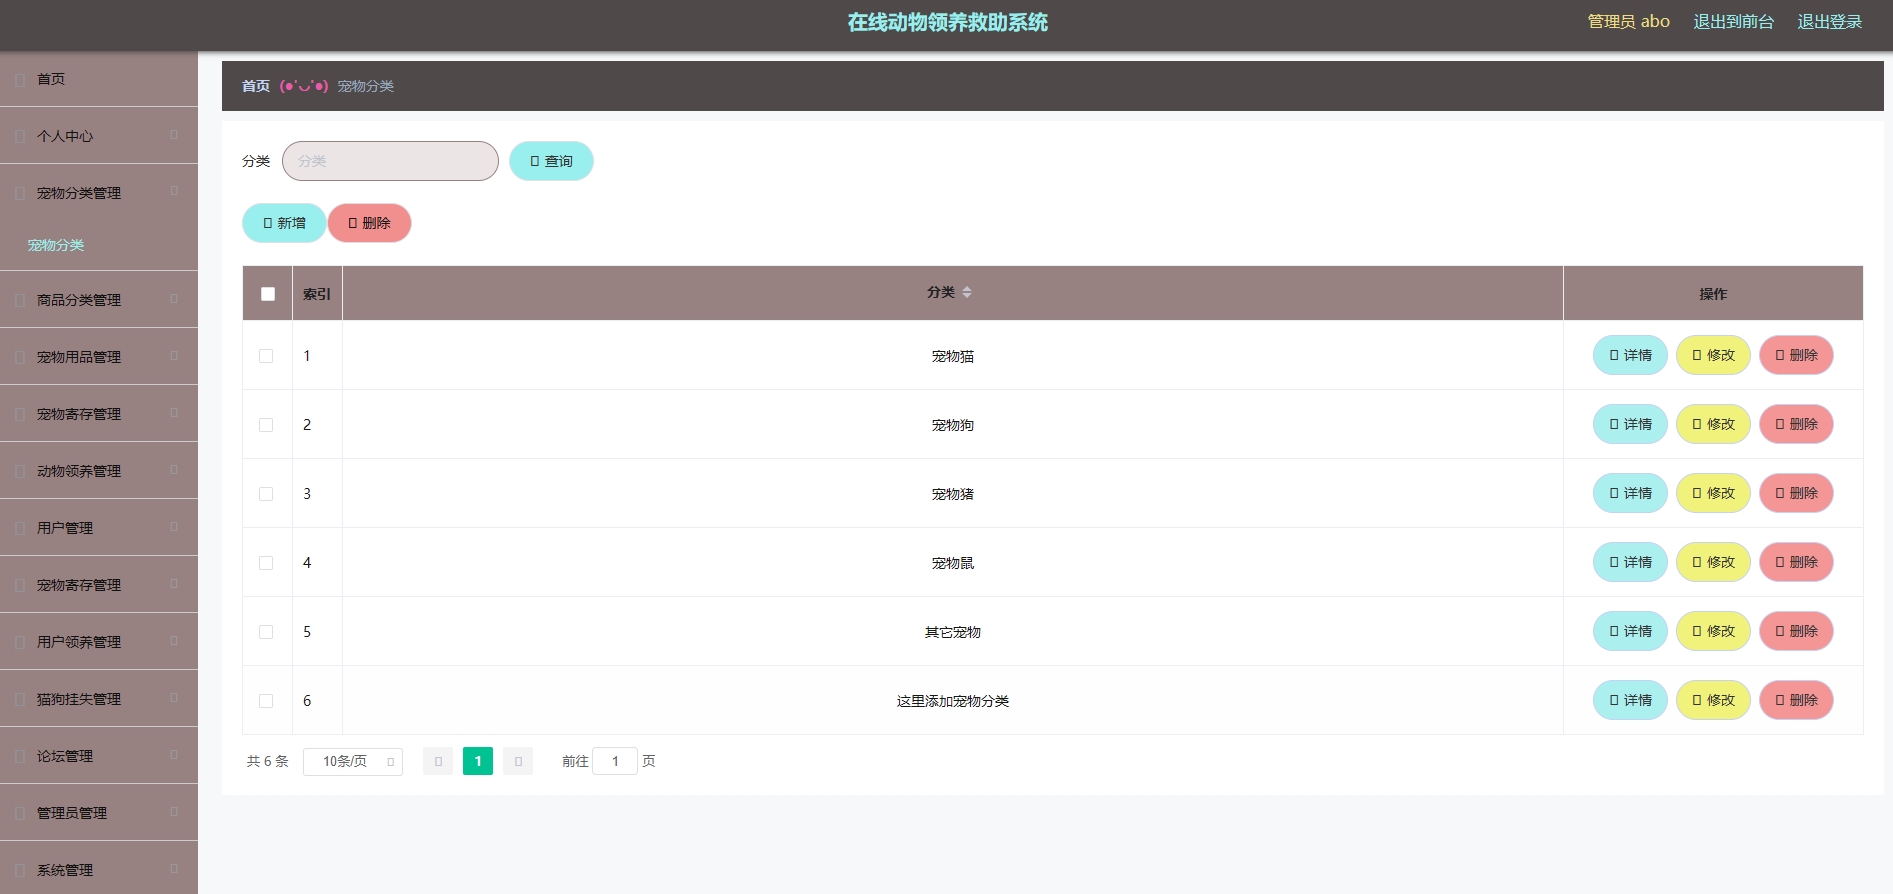 在线动物领养救助系统
管理员 abo 退出到前台 退出登录
首页
个人中心
宠物分类管理
宠物分类
商品分类管理
宠物用品管理
宠物寄存管理
动物领养管理
用户管理
宠物寄存管理
用户领养管理
猫狗挂失管理
论坛管理
管理员管理
系统管理
首页 (●'◡'●) 宠物分类
分类 分类 查询
新增 删除
索引 分类 操作
1 宠物猫 详情 修改 删除
2 宠物狗 详情 修改 删除
3 宠物猪 详情 修改 删除
4 宠物鼠 详情 修改 删除
5 其它宠物 详情 修改 删除
6 这里添加宠物分类 详情 修改 删除
共 6 条 10条/页 1 前往 1 页